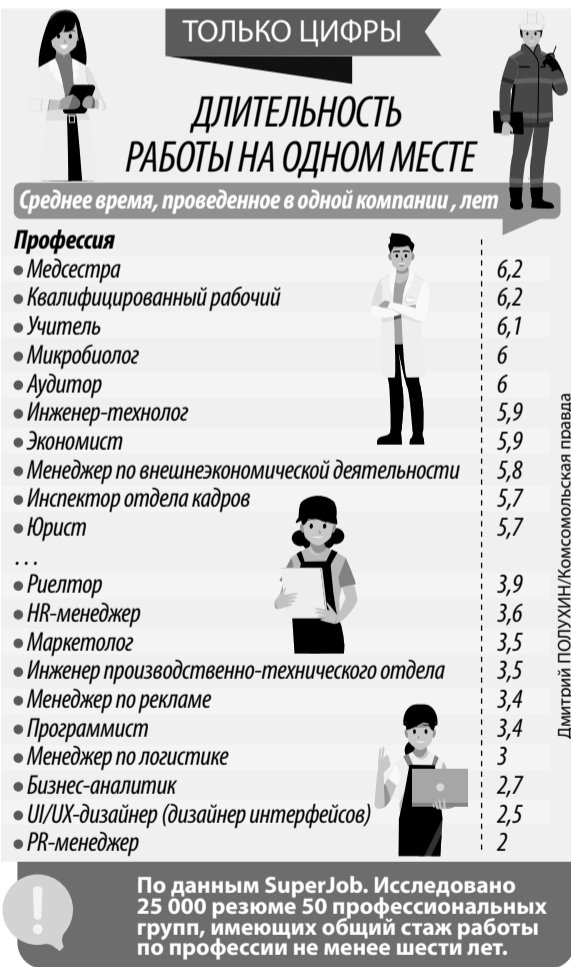 ТОЛЬКО ЦИФРЫ
ДЛИТЕЛЬНОСТЬ
РАБОТЫ НА ОДНОМ МЕСТЕ
Среднее время, проведенное в одной компании , лет
Профессия
• Медсестра 6,2
• Квалифицированный рабочий 6,2
• Учитель 6,1
• Микробиолог 6
• Аудитор 6
• Инженер-технолог 5,9
• Экономист 5,9
• Менеджер по внешнеэкономической деятельности 5,8
• Инспектор отдела кадров 5,7
• Юрист 5,7
...
• Риелтор 3,9
• HR-менеджер 3,6
• Маркетолог 3,5
• Инженер производственно-технического отдела 3,5
• Менеджер по рекламе 3,4
• Программист 3,4
• Менеджер по логистике 3
• Бизнес-аналитик 2,7
• UI/UX-дизайнер (дизайнер интерфейсов) 2,5
• PR-менеджер 2
Дмитрий ПОЛУХИН/Комсомольская правда
!
По данным SuperJob. Исследовано
25 000 резюме 50 профессиональных
групп, имеющих общий стаж работы
по профессии не менее шести лет.